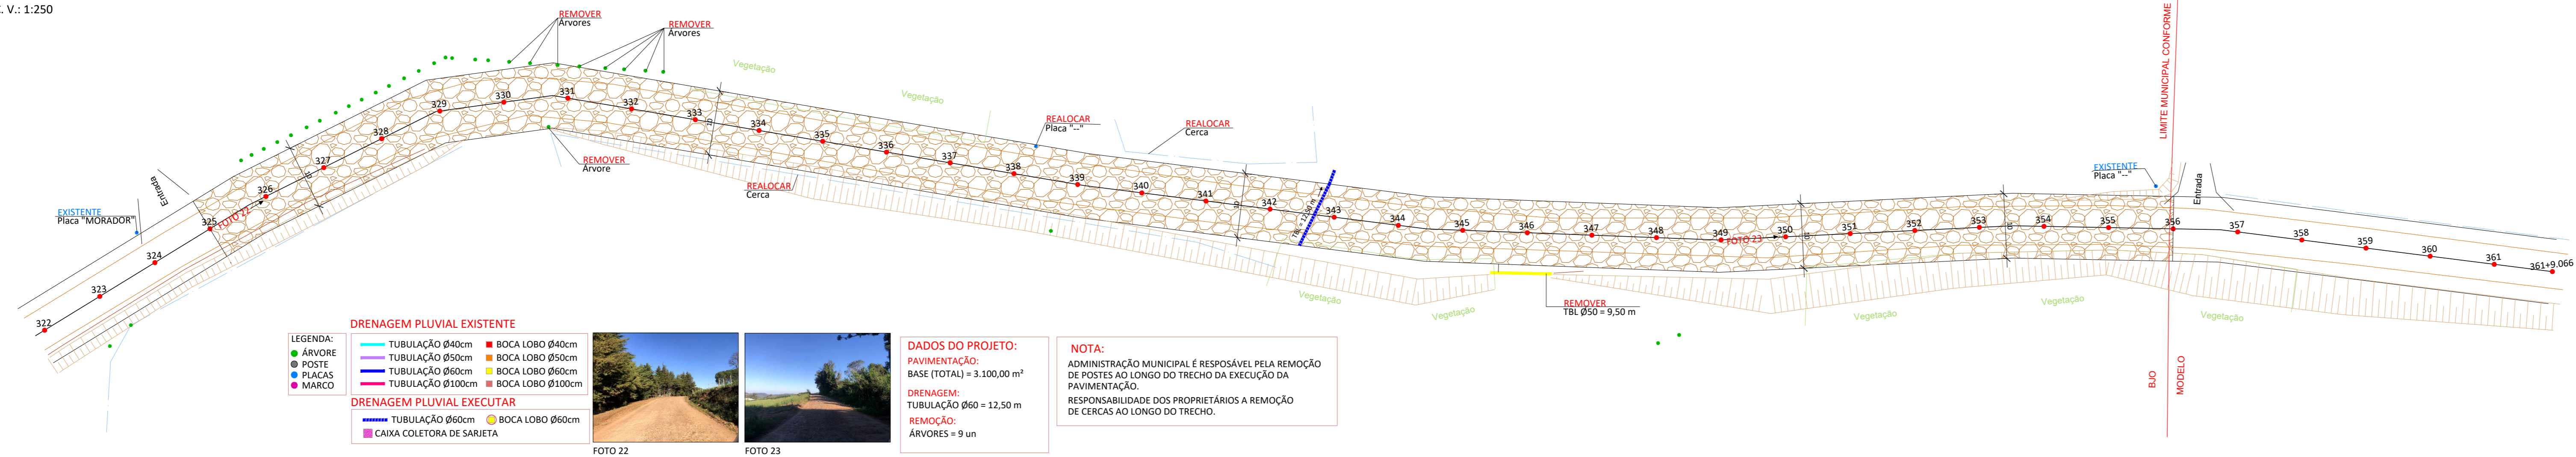 . V.: 1:250
REMOVER
Árvores
REMOVER
Árvores
Vegetação
Vegetação
REALOCAR
Placa "--"
REALOCAR
Cerca
LIMITE MUNICIPAL CONFORME
EXISTENTE
Placa "--"
Entrada
Entrada
EXISTENTE
Placa "MORADOR"
REMOVER
Árvore
REALOCAR
Cerca
322
323
324
325
FOTO 22
326
327
328
329
330
331
332
333
334
335
336
337
338
339
340
341
342
343
344
345
346
347
348
349
FOTO 23
350
351
352
353
354
355
356
357
358
359
360
361
361+9.066
10
10
10
10
10
TBL = 12,50 m
Vegetação
Vegetação
REMOVER
TBL Ø50 = 9,50 m
Vegetação
Vegetação
Vegetação
BJO
MODELO
LEGENDA:
ÁRVORE
POSTE
PLACAS
MARCO
DRENAGEM PLUVIAL EXISTENTE
TUBULAÇÃO Ø40cm BOCA LOBO Ø40cm
TUBULAÇÃO Ø50cm BOCA LOBO Ø50cm
TUBULAÇÃO Ø60cm BOCA LOBO Ø60cm
TUBULAÇÃO Ø100cm BOCA LOBO Ø100cm
DRENAGEM PLUVIAL EXECUTAR
TUBULAÇÃO Ø60cm BOCA LOBO Ø60cm
CAIXA COLETORA DE SARJETA
FOTO 22
FOTO 23
DADOS DO PROJETO:
PAVIMENTAÇÃO:
BASE (TOTAL) = 3.100,00 m²
DRENAGEM:
TUBULAÇÃO Ø60 = 12,50 m
REMOÇÃO:
ÁRVORES = 9 un
NOTA:
ADMINISTRAÇÃO MUNICIPAL É RESPOSÁVEL PELA REMOÇÃO
DE POSTES AO LONGO DO TRECHO DA EXECUÇÃO DA
PAVIMENTAÇÃO.
RESPONSABILIDADE DOS PROPRIETÁRIOS A REMOÇÃO
DE CERCAS AO LONGO DO TRECHO.